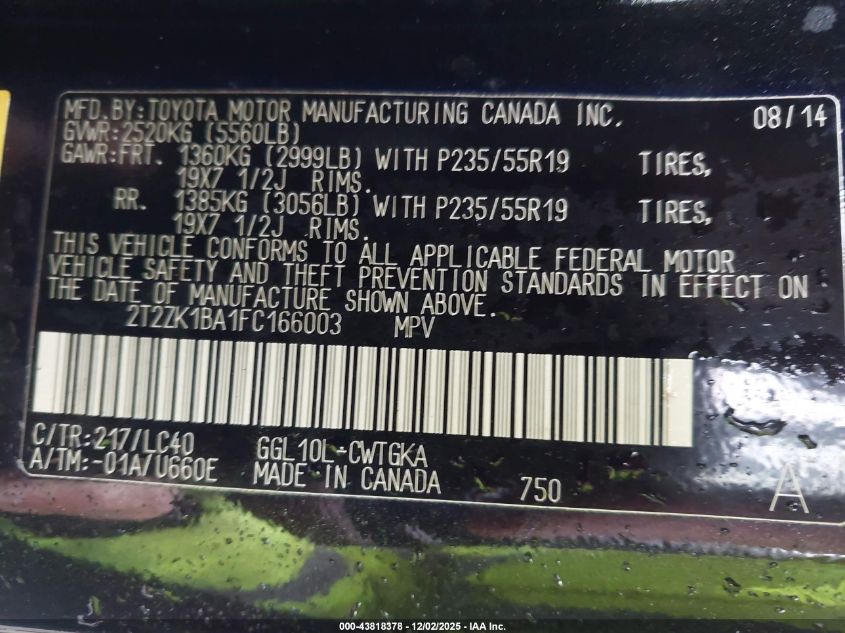 MFD.BY:TOYOTA MOTOR MANUFACTURING CANADA INC. 08/14
GVWR:2520KG (5560LB)
GAWR:FRT. 1360KG (2999LB) WITH P235/55R19 TIRES,
19X7 1/2J RIMS.
RR. 1385KG (3056LB) WITH P235/55R19 TIRES,
19X7 1/2J RIMS.
THIS VEHICLE CONFORMS TO ALL APPLICABLE FEDERAL MOTOR
VEHICLE SAFETY AND THEFT PREVENTION STANDARDS IN EFFECT ON
THE DATE OF MANUFACTURE SHOWN ABOVE.
2T2ZK1BA1FC166003 MPV
C/TR:217/LC40 GGL10L-CWTGKA
A/TM:-01A/U660E MADE IN CANADA 750 A
000-43818378 - 12/02/2025 - IAA Inc.